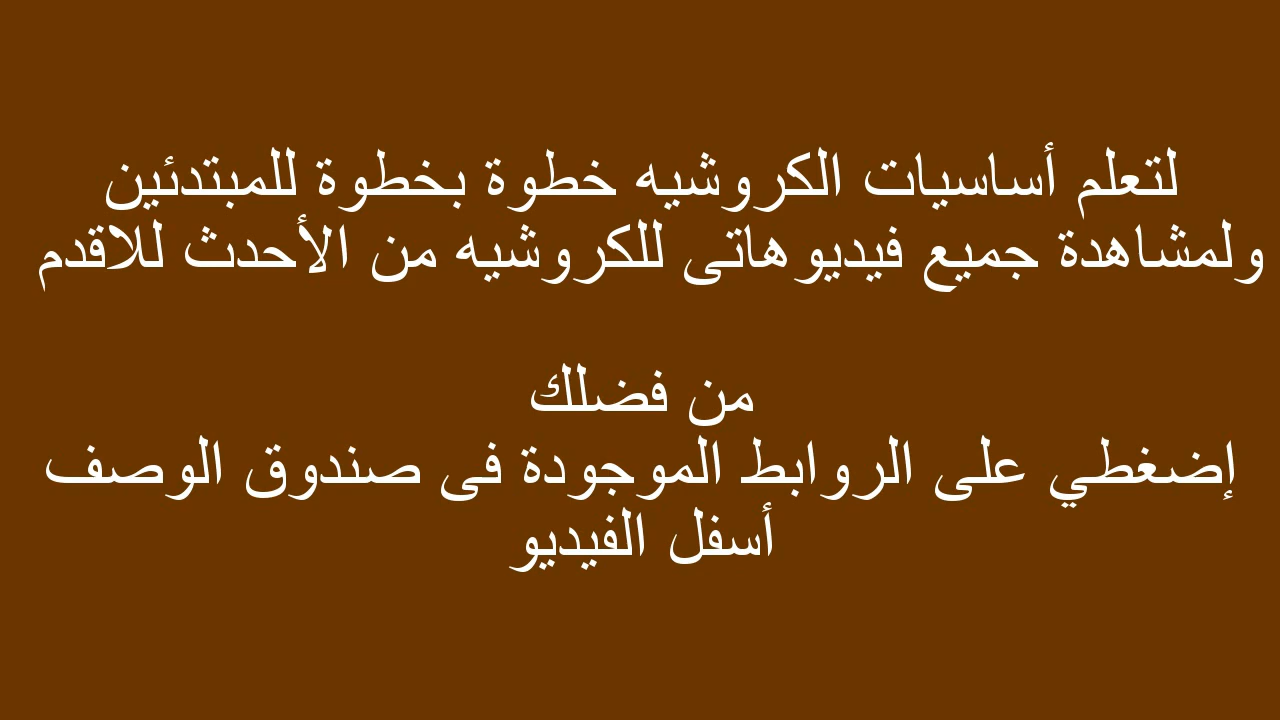 لتعلم أساسيات الكروشيه خطوة بخطوة للمبتدئين
ولمشاهدة جميع فيديوهاتى للكروشيه من الأحدث للاقدم
من فضلك
إضغطي على الروابط الموجودة فى صندوق الوصف
أسفل الفيديو